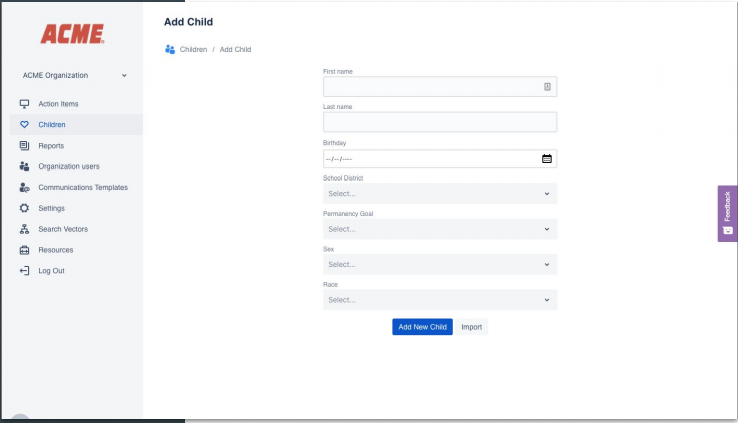 ACME
ACME Organization
Action Items
Children
Reports
Organization users
Communications Templates
Settings
Search Vectors
Resources
Log Out
Add Child
Children / Add Child
First name
Last name
Birthday
--/--/----
School District
Select...
Permanency Goal
Select...
Sex
Select...
Race
Select...
Add New Child Import
Feedback